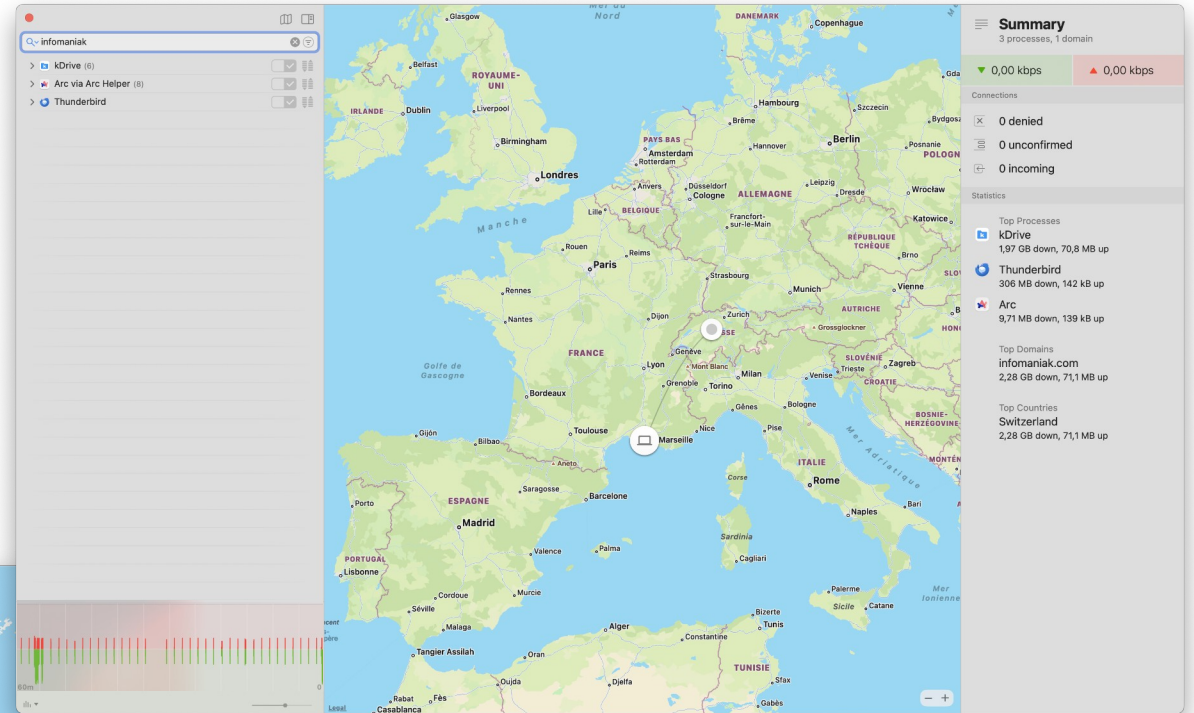 infomaniak
kDrive (6)
Arc via Arc Helper (8)
Thunderbird
60m
0
Mer du
Nord
Glasgow
DANEMARK
Copenhague
Belfast
ROYAUME-
UNI
IRLANDE
Dublin
Liverpool
Hambourg
Szczecin
Brême
Birmingham
PAYS BAS
Amsterdam
Rotterdam
Hannover
Berlin
Posnanie
POLOGN
Londres
Anvers
Düsseldorf
Cologne
ALLEMAGNE
Leipzig
Dresde
Wrocław
Manche
Lille
BELGIQUE
Francfort-
sur-le-Main
Katowice
RÉPUBLIQUE
TCHÈQUE
Rouen
Reims
Brno
Paris
Strasbourg
Rennes
Munich
Vienne
Nantes
Dijon
Zurich
AUTRICHE
Grossglockner
FRANCE
Genève
Golfe de
Gascogne
Lyon
Mont Blanc
Milan
SLOVÉNIE
Trieste
Zagreb
Venise
CROATIE
Grenoble
Torino
Bordeaux
Gênes
Bologne
BOSNIE-
HERZÉGOVINE
Gijón
Bilbao
Toulouse
Marseille
Nice
Pise
Mer Adriatique
Aneto
Corse
ITALIE
Rome
Saragosse
Barcelone
Porto
ESPAGNE
Madrid
Bari
Naples
Sardinia
Valence
Palma
Cagliari
PORTUGAL
Lisbonne
Cordoue
Murcie
Séville
Palerme
Mer
Ionienne
Sicile
Catane
Malaga
Alger
Bizerte
Tunis
Constantine
Tangier Assilah
Oran
TUNISIE
Oujda
Djelfa
Sfax
Rabat
Fès
Gabès
Casablanca
Legal
Summary
3 processes, 1 domain
0,00 kbps
0,00 kbps
Connections
0 denied
0 unconfirmed
0 incoming
Statistics
Top Processes
kDrive
1,97 GB down, 70,8 MB up
Thunderbird
306 MB down, 142 kB up
Arc
9,71 MB down, 139 kB up
Top Domains
infomaniak.com
2,28 GB down, 71,1 MB up
Top Countries
Switzerland
2,28 GB down, 71,1 MB up